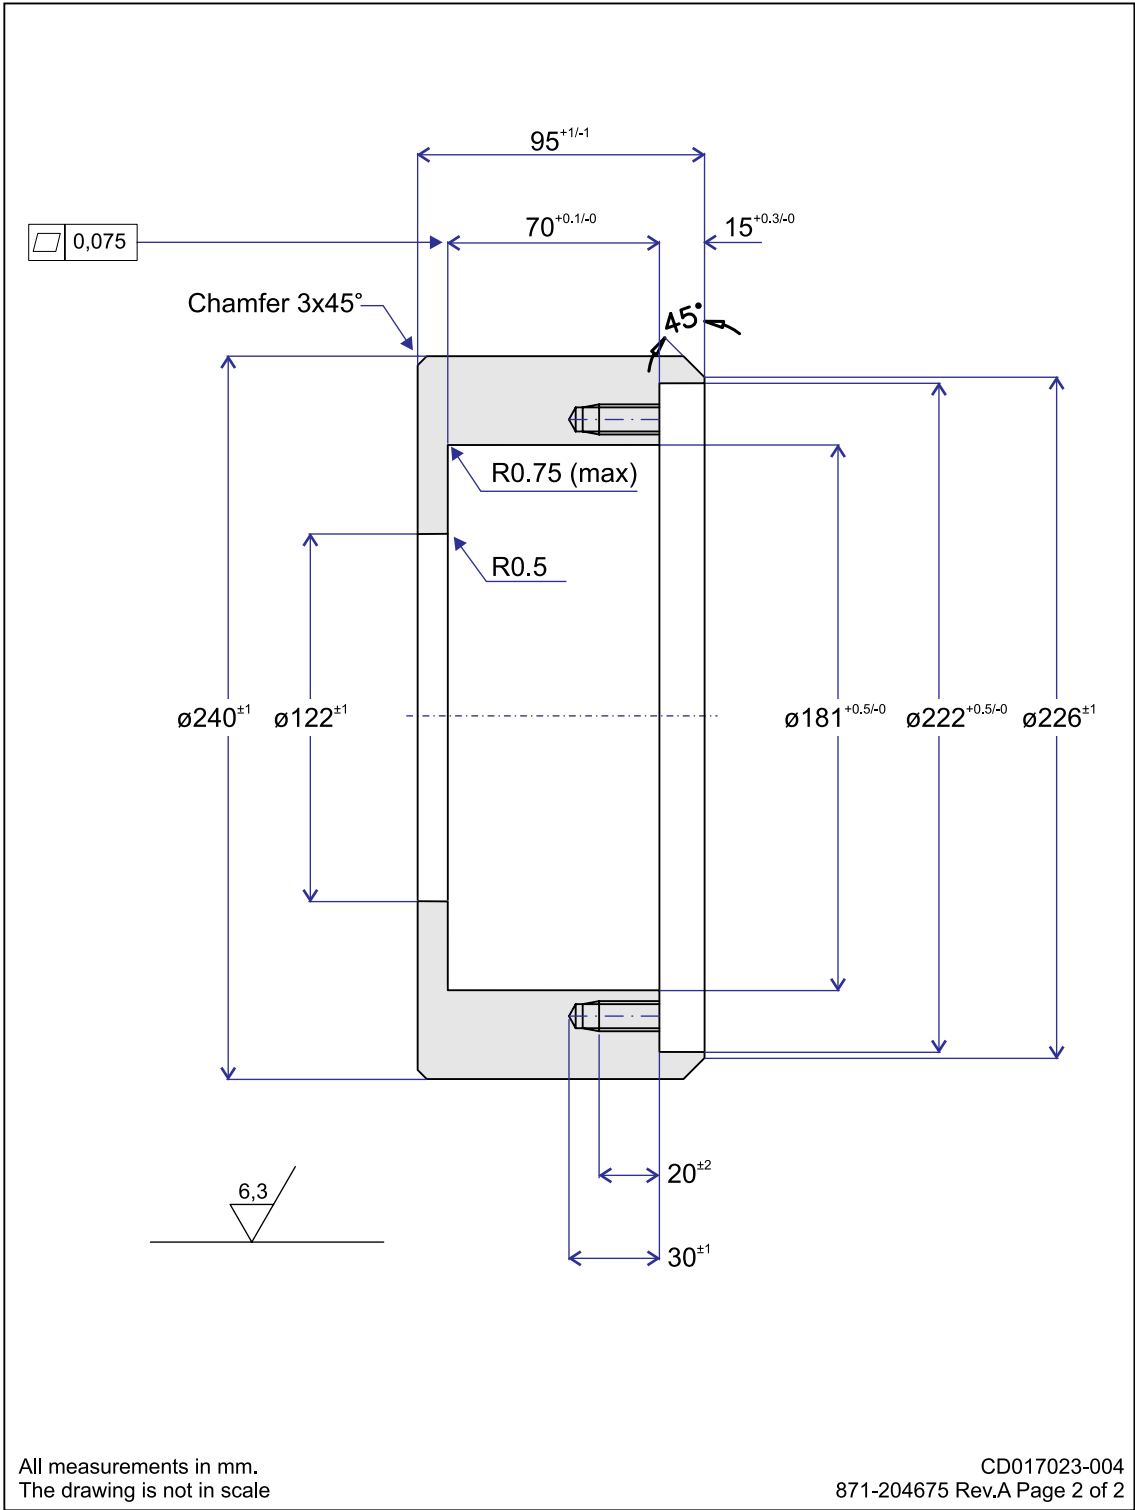 95+1/-1
70+0.1/-0
15+0.3/-0
0,075
Chamfer 3x45°
45°
R0.75 (max)
R0.5
ø240±1
ø122±1
ø181+0.5/-0
ø222+0.5/-0
ø226±1
20±2
6,3
30±1
All measurements in mm.
The drawing is not in scale
CD017023-004
871-204675 Rev.A Page 2 of 2